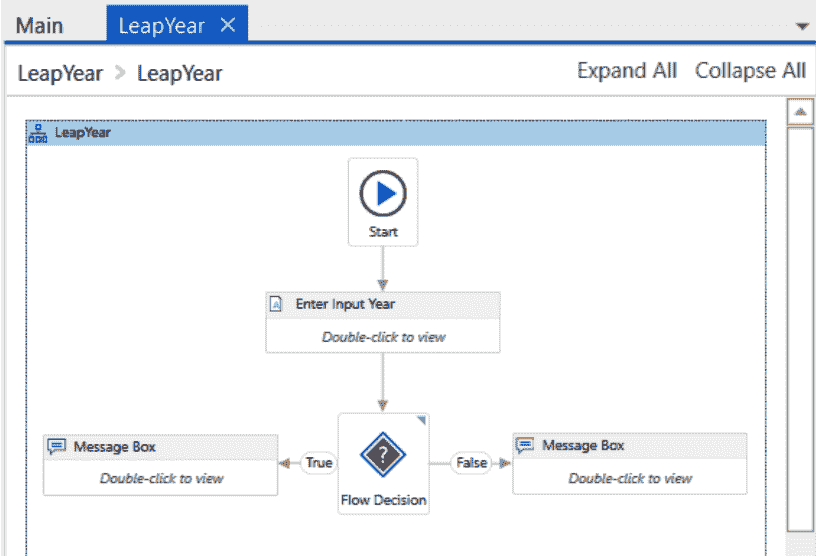 Main LeapYear
LeapYear > LeapYear Expand All Collapse All
LeapYear
Start
Enter Input Year
Double-click to view
Message Box
Double-click to view
True
Flow Decision
False
Message Box
Double-click to view